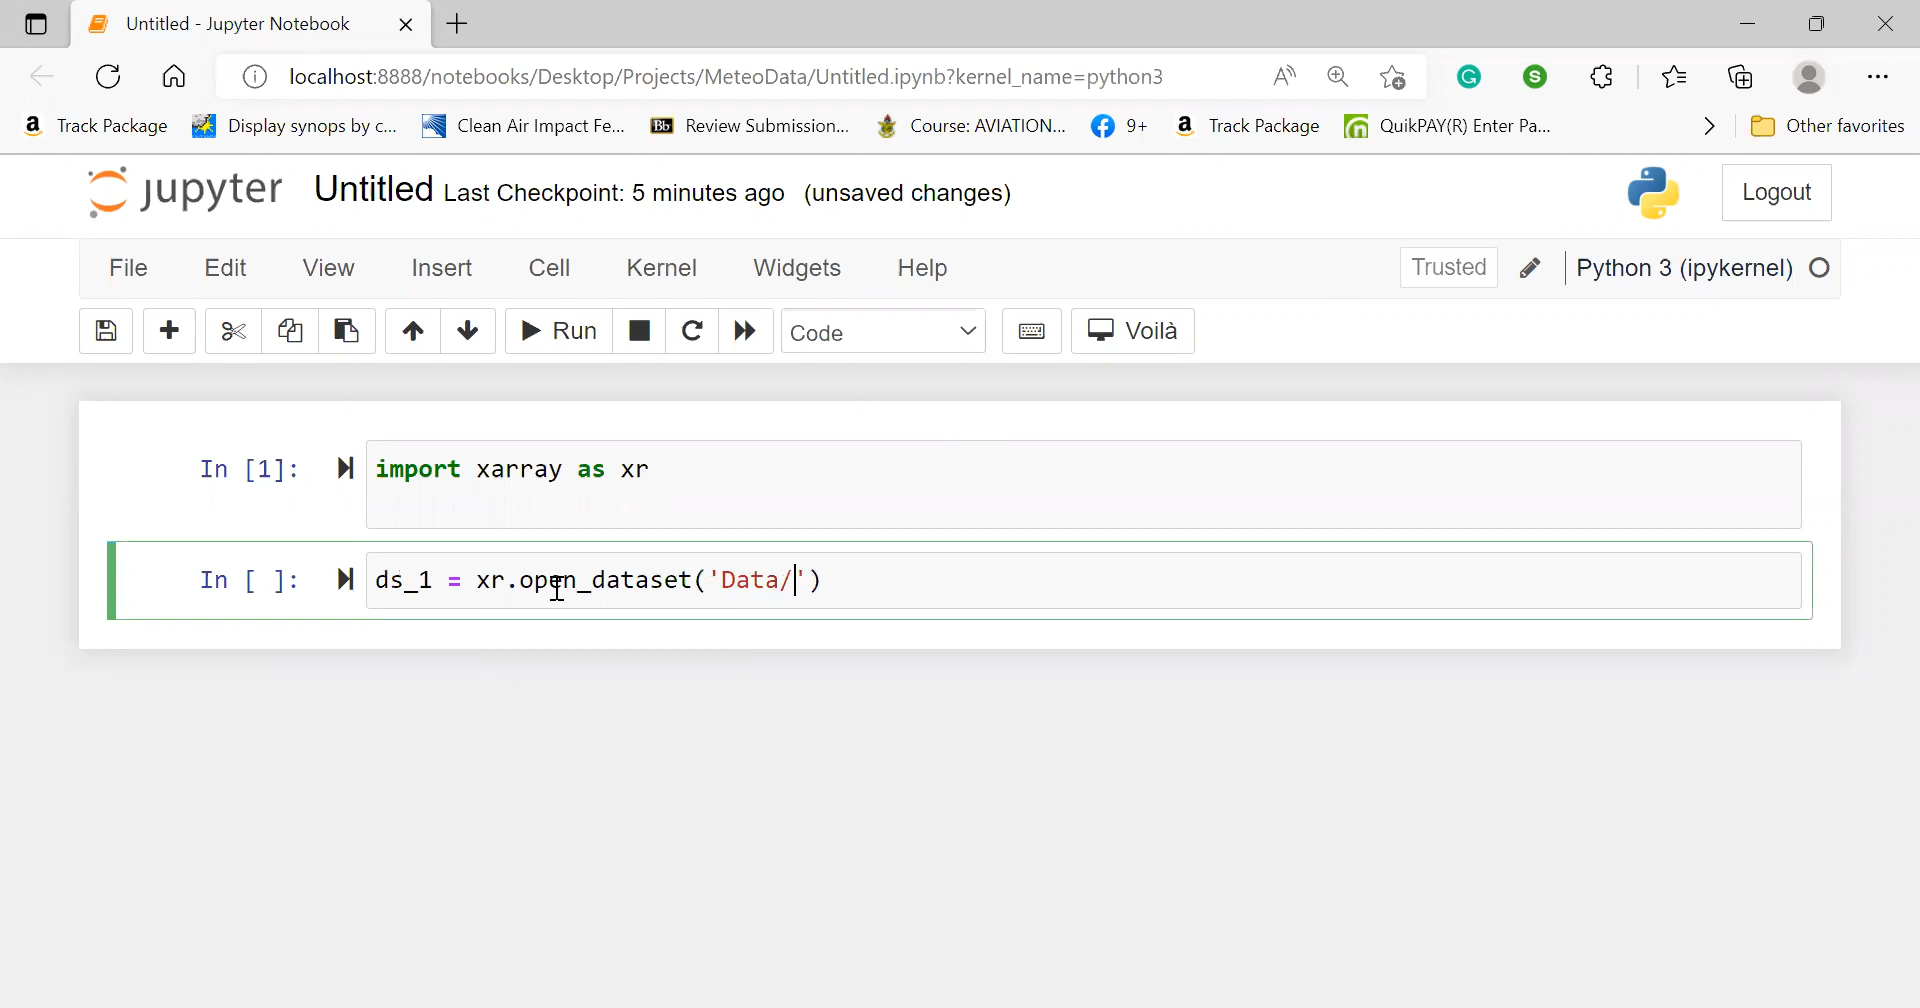 Untitled - Jupyter Notebook
localhost:8888/notebooks/Desktop/Projects/MeteoData/Untitled.ipynb?kernel_name=python3
a Track Package Display synops by c... Clean Air Impact Fe... Bb Review Submission... Course: AVIATION... 9+ a Track Package QuikPAY(R) Enter Pa... Other favorites
jupyter Untitled Last Checkpoint: 5 minutes ago (unsaved changes) Logout
File Edit View Insert Cell Kernel Widgets Help Trusted Python 3 (ipykernel)
Run Code Voilà
In [1]: import xarray as xr
In [ ]: ds_1 = xr.open_dataset('Data/')